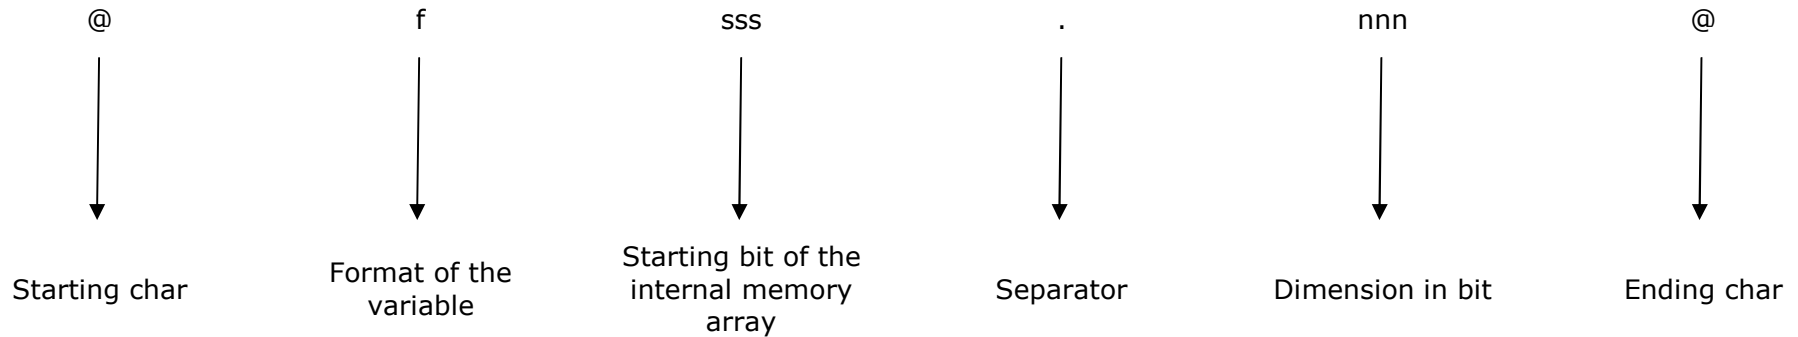 @ f sss . nnn @
Starting char
Format of the
variable
Starting bit of the
internal memory
array
Separator
Dimension in bit
Ending char